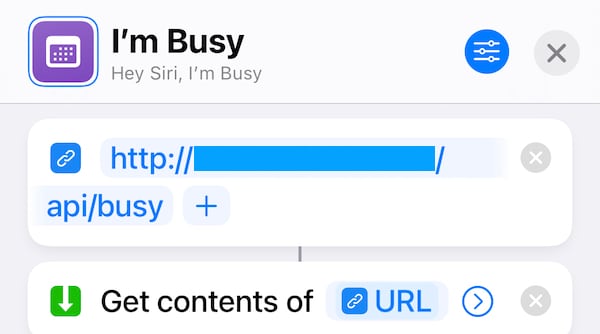 I’m Busy
Hey Siri, I’m Busy
http:// /
api/busy +
Get contents of URL